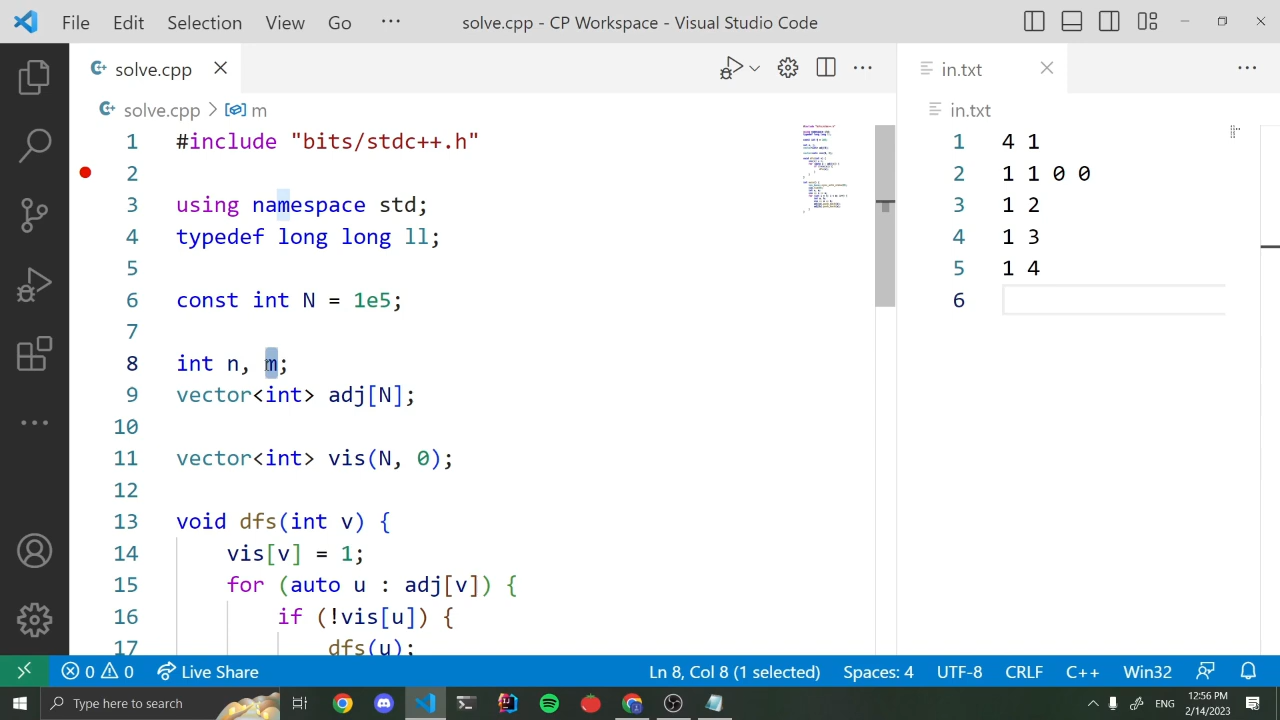 File Edit Selection View Go ··· solve.cpp - CP Workspace - Visual Studio Code
solve.cpp
in.txt
solve.cpp > m
in.txt
1 #include "bits/stdc++.h"
2
3 using namespace std;
4 typedef long long ll;
5
6 const int N = 1e5;
7
8 int n, m;
9 vector<int> adj[N];
10
11 vector<int> vis(N, 0);
12
13 void dfs(int v) {
14 vis[v] = 1;
15 for (auto u : adj[v]) {
16 if (!vis[u]) {
17 dfs(u);
1 4 1
2 1 1 0 0
3 1 2
4 1 3
5 1 4
6
0 0 Live Share Ln 8, Col 8 (1 selected) Spaces: 4 UTF-8 CRLF C++ Win32
Type here to search
ENG
12:56 PM
2/14/2023